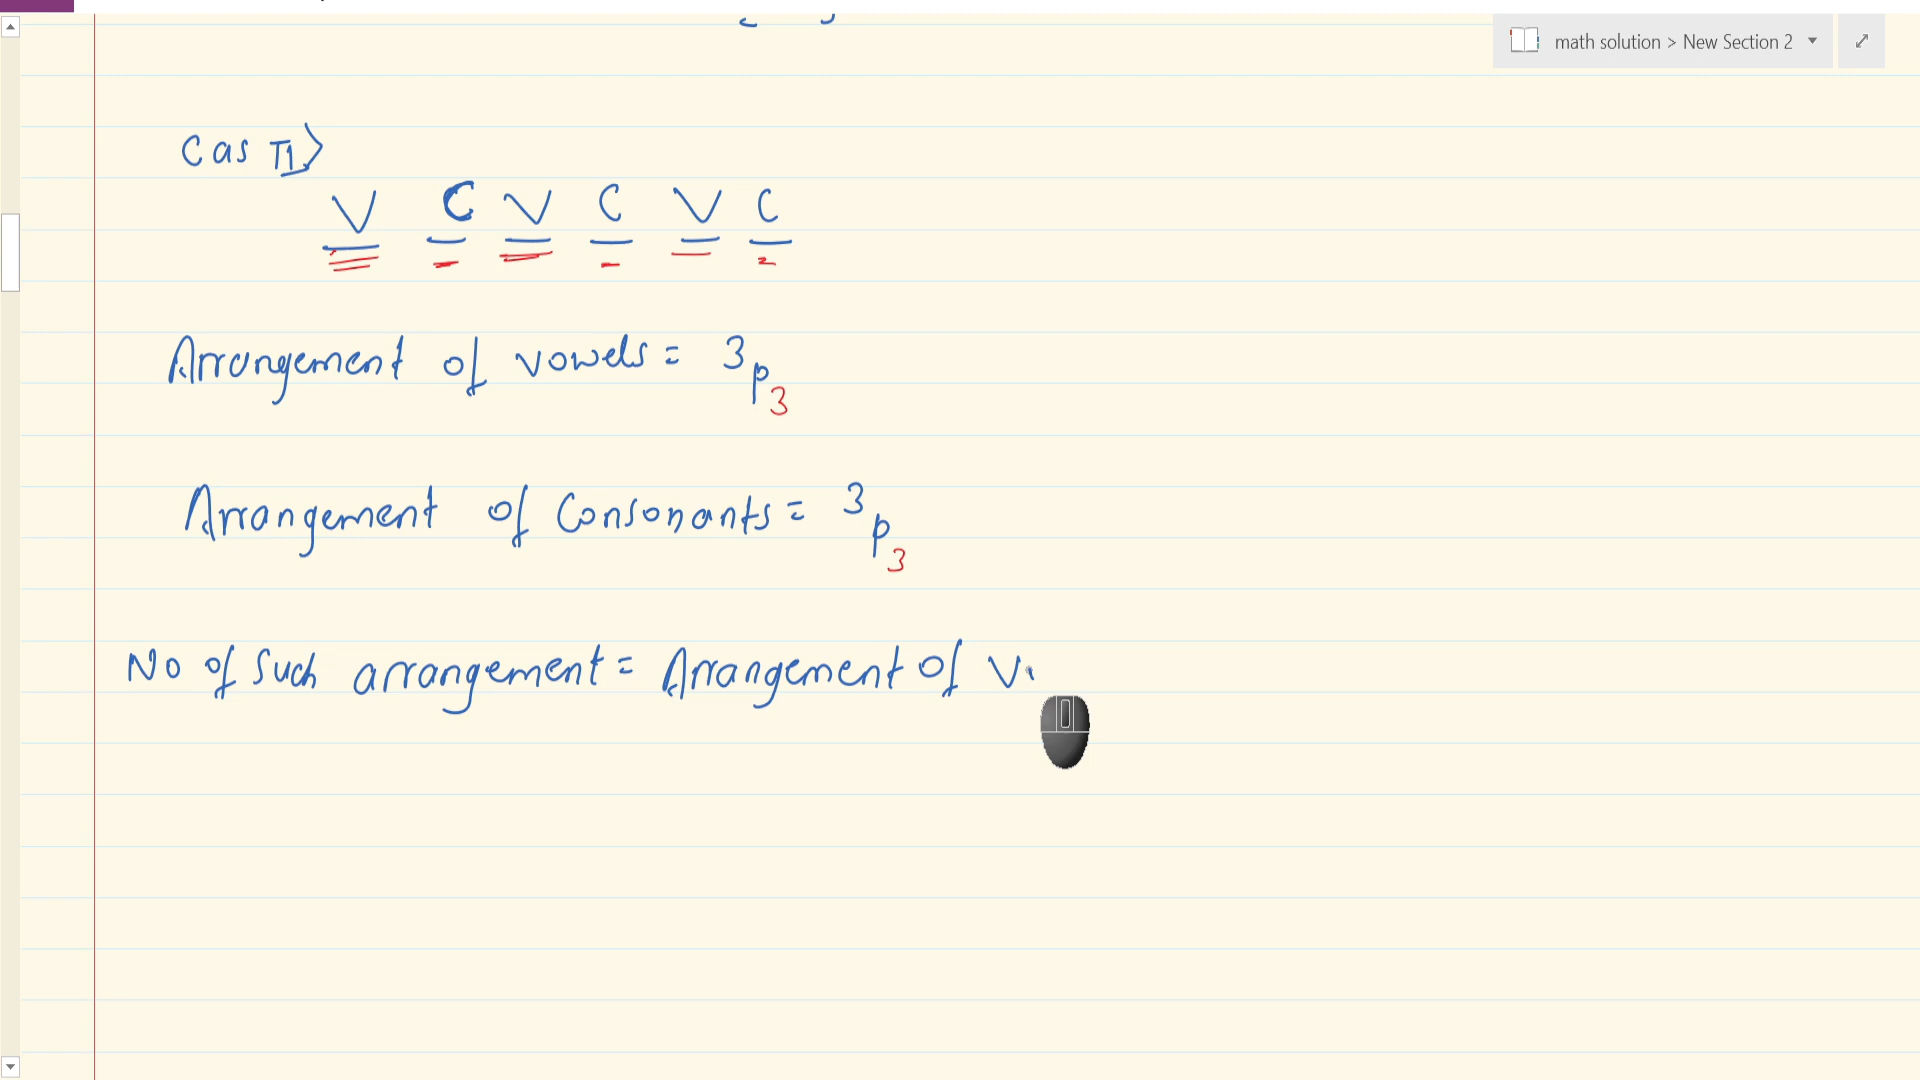 math solution > New Section 2
Cas II)
V C V C V C
Arrangement of vowels = 3p3
Arrangement of Consonants = 3p3
No of Such arrangement = Arrangement of V